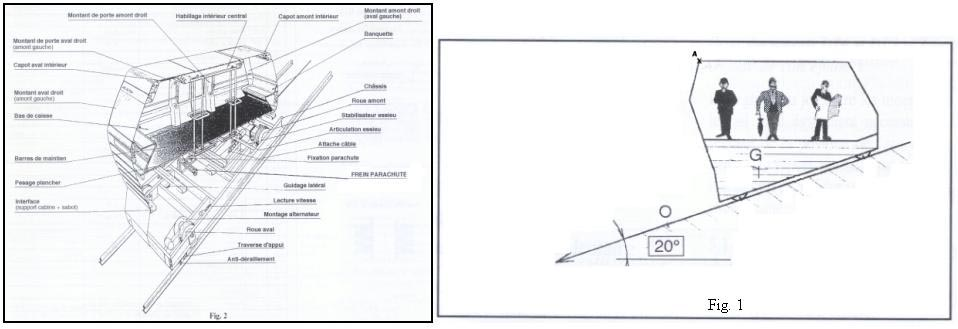 Montant de porte amont droit
Habillage intérieur central
Capot amont intérieur
Montant amont droit
(aval gauche)
Banquette
Montant de porte aval droit
(amont gauche)
Capot aval intérieur
Montant aval droit
(amont gauche)
Bas de caisse
Barres de maintien
Pesage plancher
Interface
(support cabine + sabot)
Châssis
Roue amont
Stabilisateur essieu
Articulation essieu
Attache câble
Fixation parachute
FREIN PARACHUTE
Guidage latéral
Lecture vitesse
Montage alternateur
Roue aval
Traverse d'appui
Anti-déraillement
Fig. 2
A
G
O
20°
Fig. 1